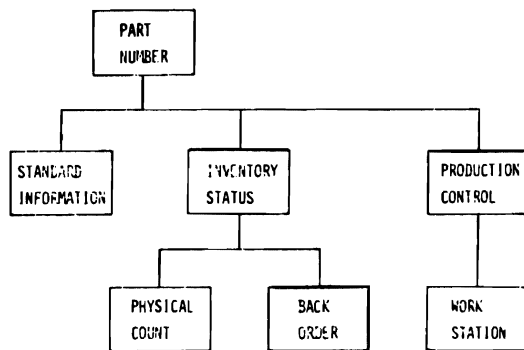 PART
NUMBER
STANDARD
INFORMATION
INVENTORY
STATUS
PRODUCTION
CONTROL
PHYSICAL
COUNT
BACK
ORDER
WORK
STATION